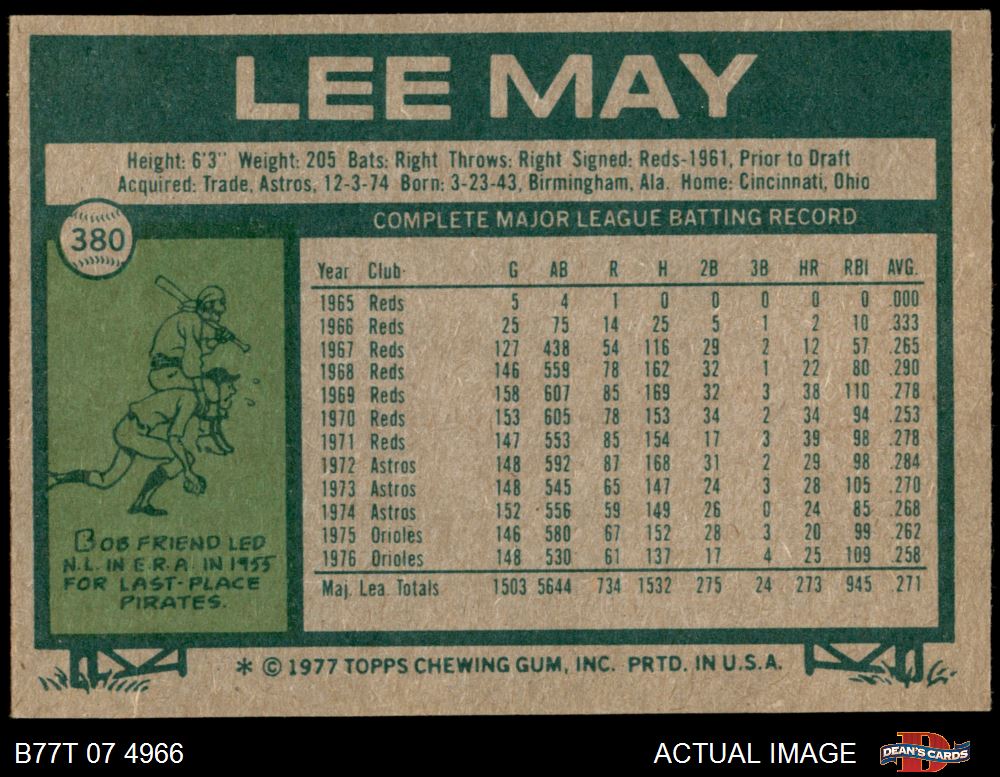 LEE MAY
Height: 6'3" Weight: 205 Bats: Right Throws: Right Signed: Reds-1961, Prior to Draft
Acquired: Trade, Astros, 12-3-74 Born: 3-23-43, Birmingham, Ala. Home: Cincinnati, Ohio
380
COMPLETE MAJOR LEAGUE BATTING RECORD
Year Club G AB R H 2B 3B HR RBI AVG.
1965 Reds 5 4 1 0 0 0 0 0 .000
1966 Reds 25 75 14 25 5 1 2 10 .333
1967 Reds 127 438 54 116 29 2 12 57 .265
1968 Reds 146 559 78 162 32 1 22 80 .290
1969 Reds 158 607 85 169 32 3 38 110 .278
1970 Reds 153 605 78 153 34 2 34 94 .253
1971 Reds 147 553 85 154 17 3 39 98 .278
1972 Astros 148 592 87 168 31 2 29 98 .284
1973 Astros 148 545 65 147 24 3 28 105 .270
1974 Astros 152 556 59 149 26 0 24 85 .268
1975 Orioles 146 580 67 152 28 3 20 99 .262
1976 Orioles 148 530 61 137 17 4 25 109 .258
Maj. Lea. Totals 1503 5644 734 1532 275 24 273 945 .271
BOB FRIEND LED
N.L. IN E.R.A. IN 1955
FOR LAST-PLACE
PIRATES.
* © 1977 TOPPS CHEWING GUM, INC. PRTD. IN U.S.A.
B77T 07 4966
ACTUAL IMAGE
DEAN'S CARDS